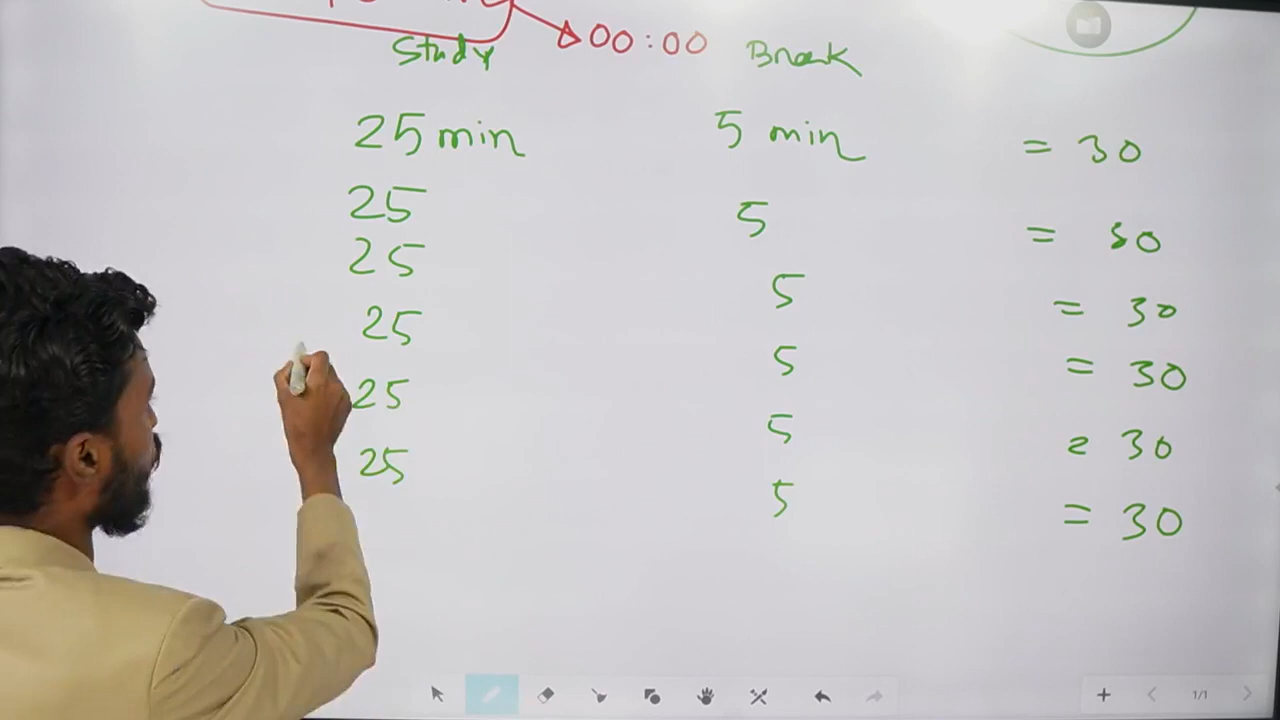 00:00
Study Break
25 min 5 min = 30
25 5 = 30
25 5 = 30
25 5 = 30
25 5 = 30
25 5 = 30
1/1